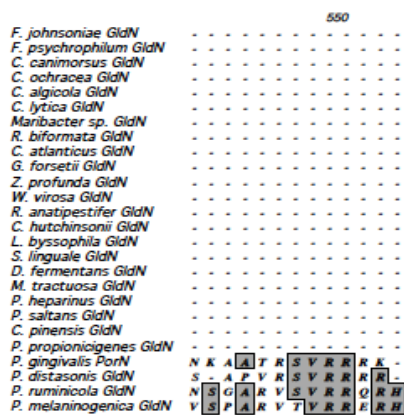 550
F. johnsoniae GldN - - - - - - - - - - - - -
F. psychrophilum GldN - - - - - - - - - - - - -
C. canimorsus GldN - - - - - - - - - - - - -
C. ochracea GldN - - - - - - - - - - - - -
C. algicola GldN - - - - - - - - - - - - -
C. lytica GldN - - - - - - - - - - - - -
Maribacter sp. GldN - - - - - - - - - - - - -
R. biformata GldN - - - - - - - - - - - - -
C. atlanticus GldN - - - - - - - - - - - - -
G. forsetii GldN - - - - - - - - - - - - -
Z. profunda GldN - - - - - - - - - - - - -
W. virosa GldN - - - - - - - - - - - - -
R. anatipestifer GldN - - - - - - - - - - - - -
C. hutchinsonii GldN - - - - - - - - - - - - -
L. byssophila GldN - - - - - - - - - - - - -
S. linguale GldN - - - - - - - - - - - - -
D. fermentans GldN - - - - - - - - - - - - -
M. tractuosa GldN - - - - - - - - - - - - -
P. heparinus GldN - - - - - - - - - - - - -
P. saltans GldN - - - - - - - - - - - - -
C. pinensis GldN - - - - - - - - - - - - -
P. propionicigenes GldN - - - - - - - - - - - - -
P. gingivalis PorN N K A A T R S V R R R K -
P. distasonis GldN S - A P V R S V R R R R -
P. ruminicola GldN N S G A R V S V R R Q R H
P. melaninogenica GldN V S P A R V T V R R E R H